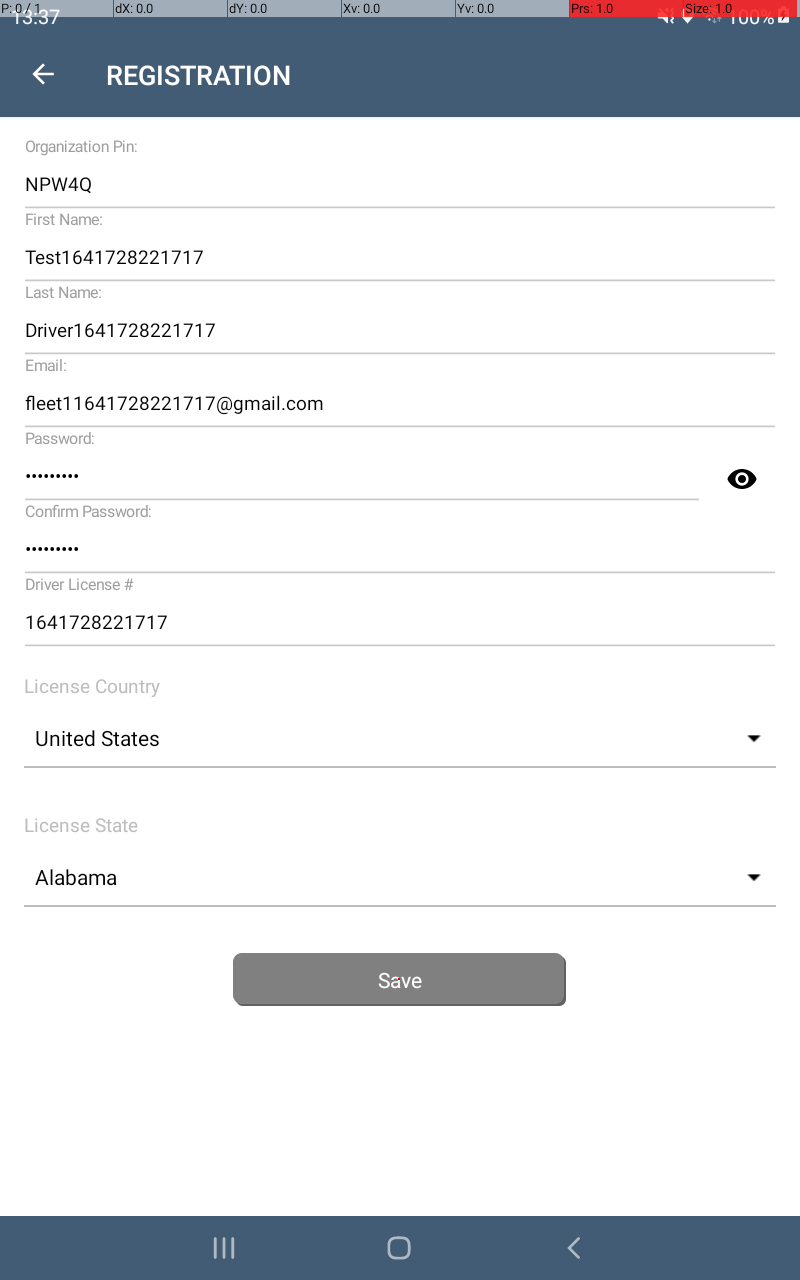 P: 0 / 1 dX: 0.0 dY: 0.0 Xv: 0.0 Yv: 0.0 Prs: 1.0 Size: 1.0
13:37 100%
REGISTRATION
Organization Pin:
NPW4Q
First Name:
Test1641728221717
Last Name:
Driver1641728221717
Email:
fleet11641728221717@gmail.com
Password:
•••••••••
Confirm Password:
•••••••••
Driver License #
1641728221717
License Country
United States
License State
Alabama
Save